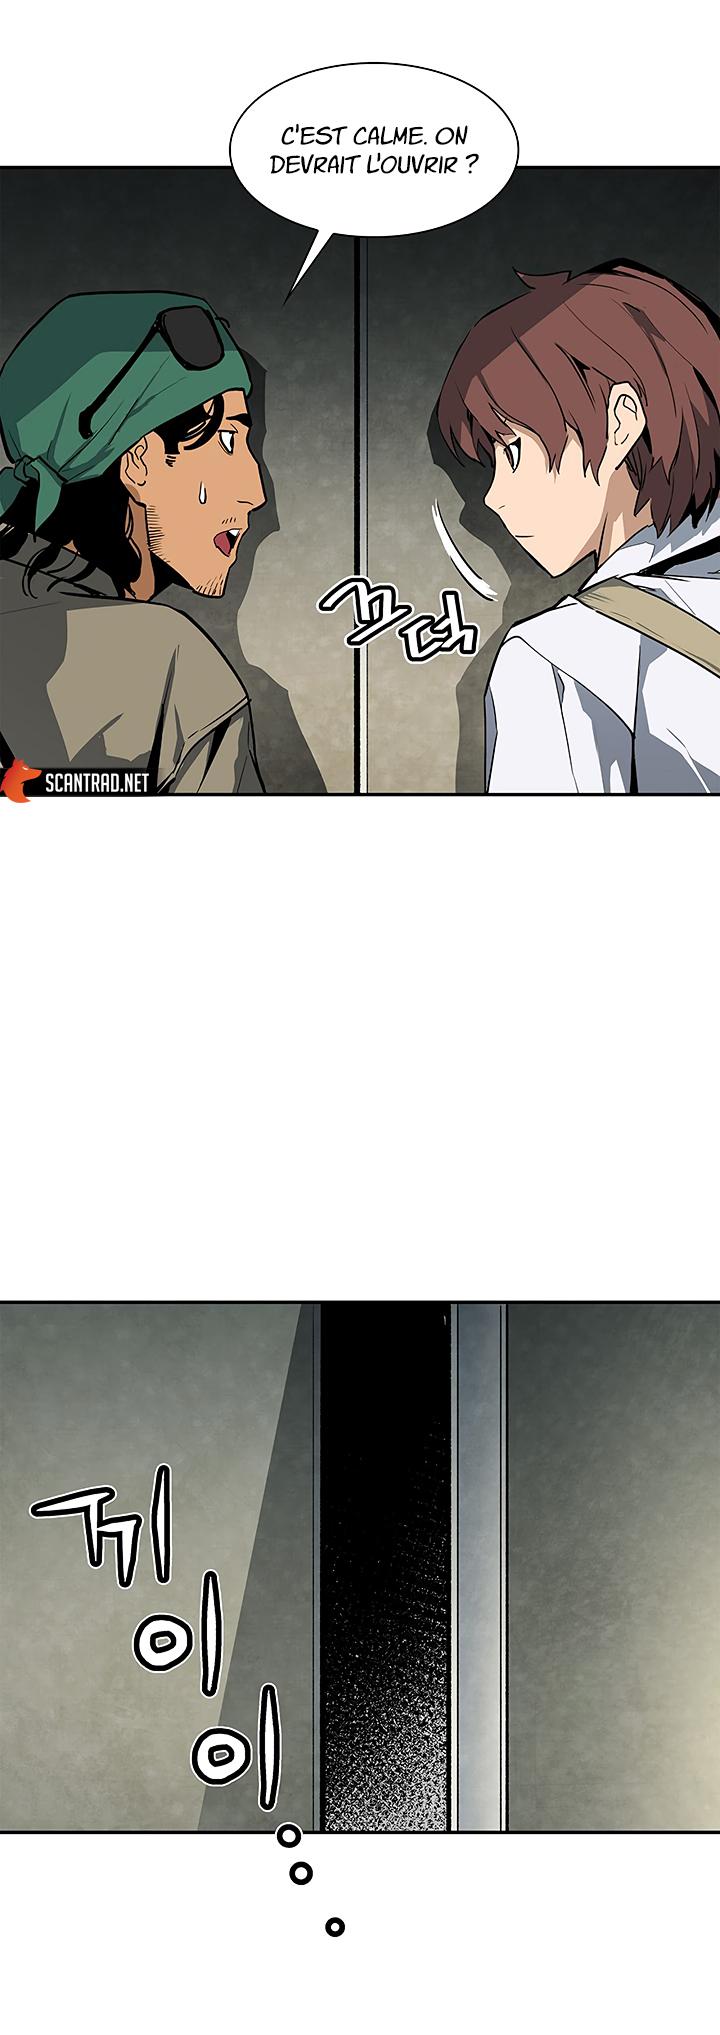 C'EST CALME. ON
DEVRAIT L'OUVRIR ?
끄덕
SCANTRAD.NET
끼
이
이